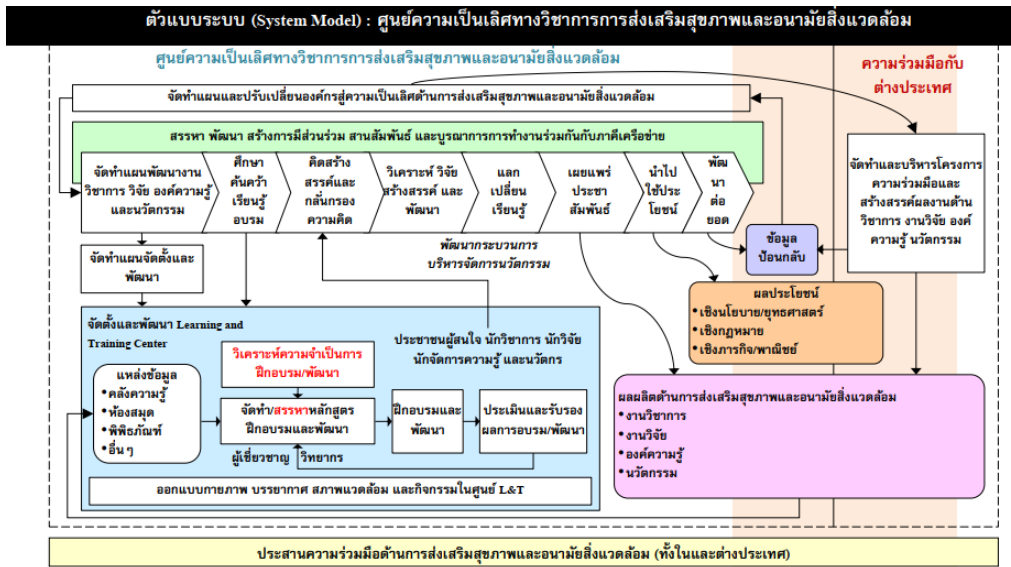 ตัวแบบระบบ (System Model) : ศูนย์ความเป็นเลิศทางวิชาการการส่งเสริมสุขภาพและอนามัยสิ่งแวดล้อม
ศูนย์ความเป็นเลิศทางวิชาการการส่งเสริมสุขภาพและอนามัยสิ่งแวดล้อม
ความร่วมมือกับ
ต่างประเทศ
จัดทำแผนและปรับเปลี่ยนองค์กรสู่ความเป็นเลิศด้านการส่งเสริมสุขภาพและอนามัยสิ่งแวดล้อม
สรรหา พัฒนา สร้างการมีส่วนร่วม สานสัมพันธ์ และบูรณาการการทำงานร่วมกันกับภาคีเครือข่าย
จัดทำแผนพัฒนางาน
วิชาการ วิจัย องค์ความรู้
และนวัตกรรม
ศึกษา
ค้นคว้า
เรียนรู้
อบรม
คิดสร้าง
สรรค์และ
กลั่นกรอง
ความคิด
วิเคราะห์ วิจัย
สร้างสรรค์ และ
พัฒนา
แลก
เปลี่ยน
เรียนรู้
เผยแพร่
ประชา
สัมพันธ์
นำไป
ใช้ประ
โยชน์
พัฒ
นา
ต่อ
ยอด
จัดทำและบริหารโครงการ
ความร่วมมือและ
สร้างสรรค์ผลงานด้าน
วิชาการ งานวิจัย องค์
ความรู้ นวัตกรรม
ข้อมูล
ป้อนกลับ
จัดทำแผนจัดตั้งและ
พัฒนา
พัฒนากระบวนการ
บริหารจัดการนวัตกรรม
ผลประโยชน์
•เชิงนโยบาย/ยุทธศาสตร์
•เชิงกฎหมาย
•เชิงภารกิจ/พาณิชย์
จัดตั้งและพัฒนา Learning and
Training Center
ประชาชนผู้สนใจ นักวิชาการ นักวิจัย
นักจัดการความรู้ และนวัตกร
วิเคราะห์ความจำเป็นการ
ฝึกอบรม/พัฒนา
แหล่งข้อมูล
•คลังความรู้
•ห้องสมุด
•พิพิธภัณฑ์
•อื่น ๆ
จัดทำ/สรรหาหลักสูตร
ฝึกอบรมและพัฒนา
ฝึกอบรมและ
พัฒนา
ประเมินและรับรอง
ผลการอบรม/พัฒนา
ผู้เชี่ยวชาญ วิทยากร
ออกแบบกายภาพ บรรยากาศ สภาพแวดล้อม และกิจกรรมในศูนย์ L&T
ผลผลิตด้านการส่งเสริมสุขภาพและอนามัยสิ่งแวดล้อม
•งานวิชาการ
•งานวิจัย
•องค์ความรู้
•นวัตกรรม
ประสานความร่วมมือด้านการส่งเสริมสุขภาพและอนามัยสิ่งแวดล้อม (ทั้งในและต่างประเทศ)